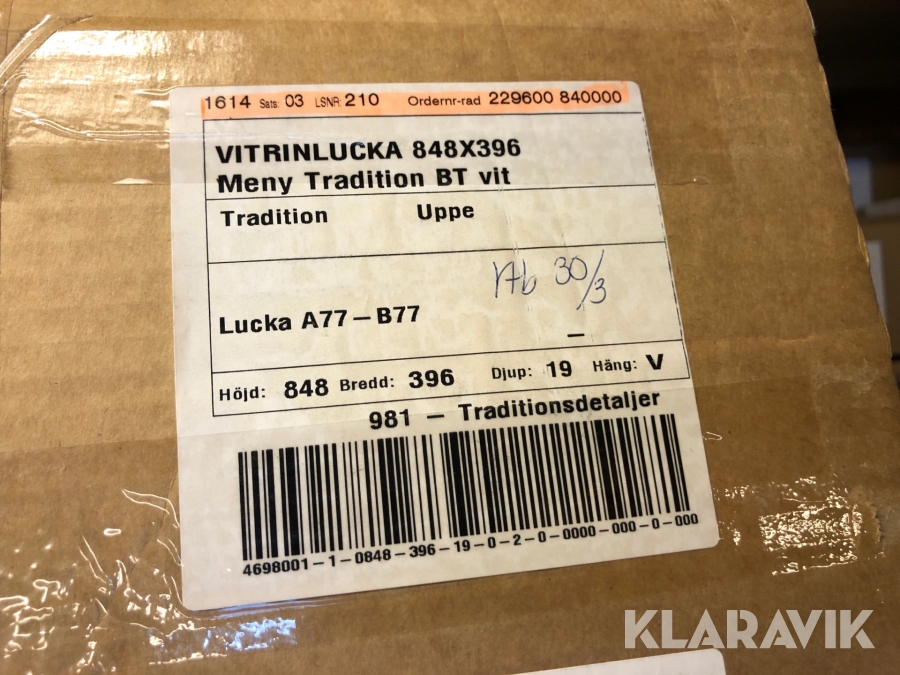 1614 Sats: 03 LSNR: 210 Ordernr-rad 229600 840000
VITRINLUCKA 848X396
Meny Tradition BT vit
Tradition Uppe
30/3
Lucka A77-B77 -
Höjd: 848 Bredd: 396 Djup: 19 Häng: V
981 - Traditionsdetaljer
4698001-1-0848-396-19-0-2-0-0000-000-0-000
KLARAVIK